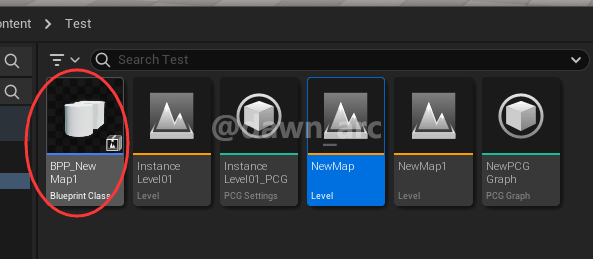 ontent > Test
Search Test
@dawn_arc
BPP_New
Map1
Blueprint Class
Instance
Level01
Level
Instance
Level01_PCG
PCG Settings
NewMap
Level
NewMap1
Level
NewPCG
Graph
PCG Graph